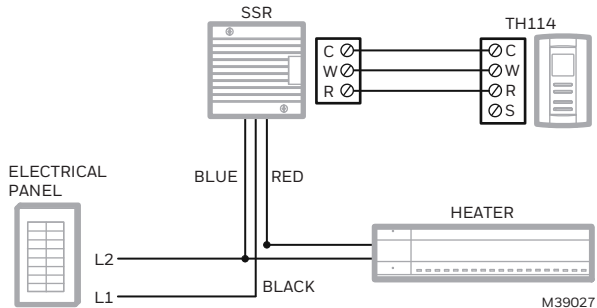 SSR
TH114
C
W
R
C
W
R
S
BLUE
RED
ELECTRICAL
PANEL
HEATER
L2
BLACK
L1
M39027